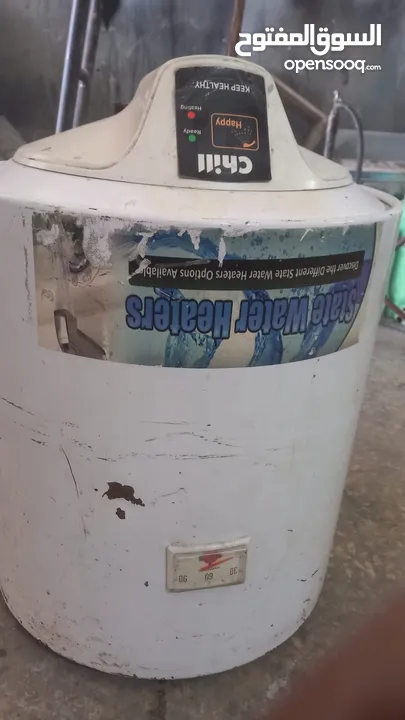 السوق المفتوح
opensooq.com
KEEP HEALTHY
Heating
Ready
Happy
Chill
Discover the Different State Water Heaters Options Available
State Water Heaters
30 60 90